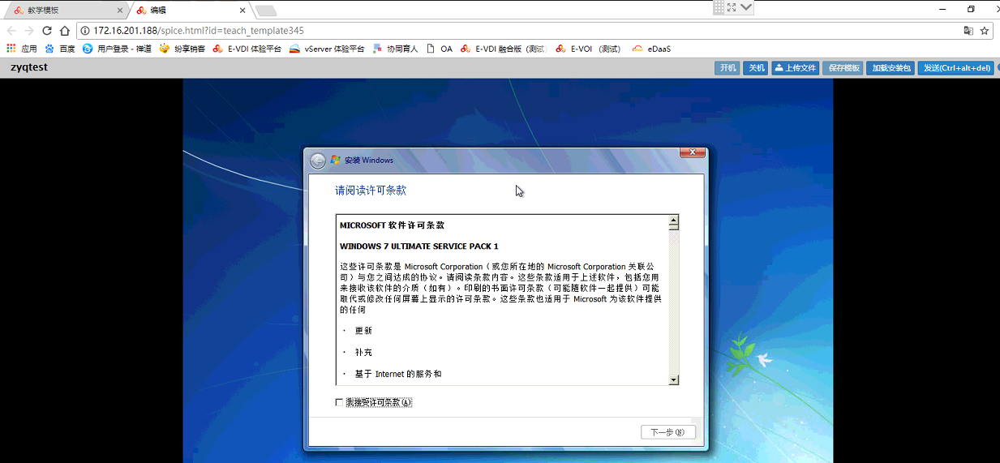 教学模板
编辑
172.16.201.188/spice.html?id=teach_template345
应用 百度 用户登录 - 禅道 纷享销客 E-VDI 体验平台 vServer 体验平台 协同育人 OA E-VDI 融合版 (测试) E-VOI (测试) eDaaS
zyqtest
开机 关机 上传文件 保存模板 加载安装包 发送(Ctrl+alt+del)
安装 Windows
请阅读许可条款
MICROSOFT 软件许可条款
WINDOWS 7 ULTIMATE SERVICE PACK 1
这些许可条款是 Microsoft Corporation（或您所在地的 Microsoft Corporation 关联公
司）与您之间达成的协议。请阅读条款内容。这些条款适用于上述软件，包括您用
来接收该软件的介质（如有）。印刷的书面许可条款（可能随软件一起提供）可能
取代或修改任何屏幕上显示的许可条款。这些条款也适用于 Microsoft 为该软件提供
的任何
· 更新
· 补充
· 基于 Internet 的服务和
我接受许可条款(A)
下一步(N)